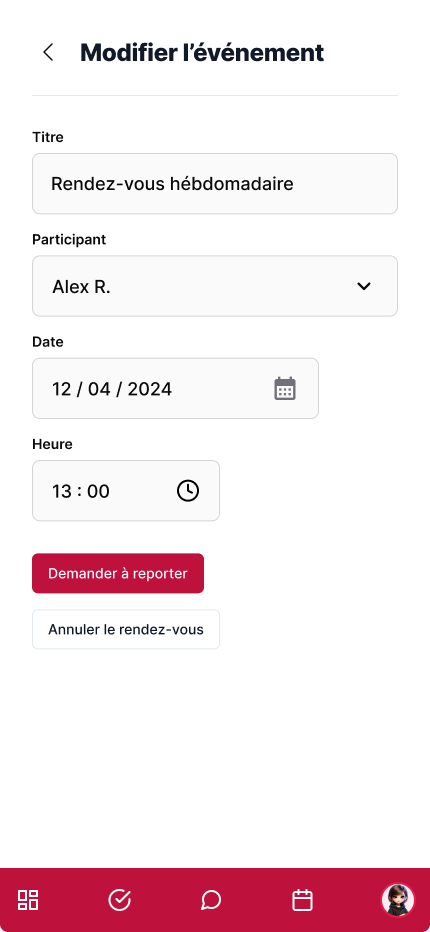 Modifier l’événement
Titre
Rendez-vous hébdomadaire
Participant
Alex R.
Date
12 / 04 / 2024
Heure
13 : 00
Demander à reporter
Annuler le rendez-vous